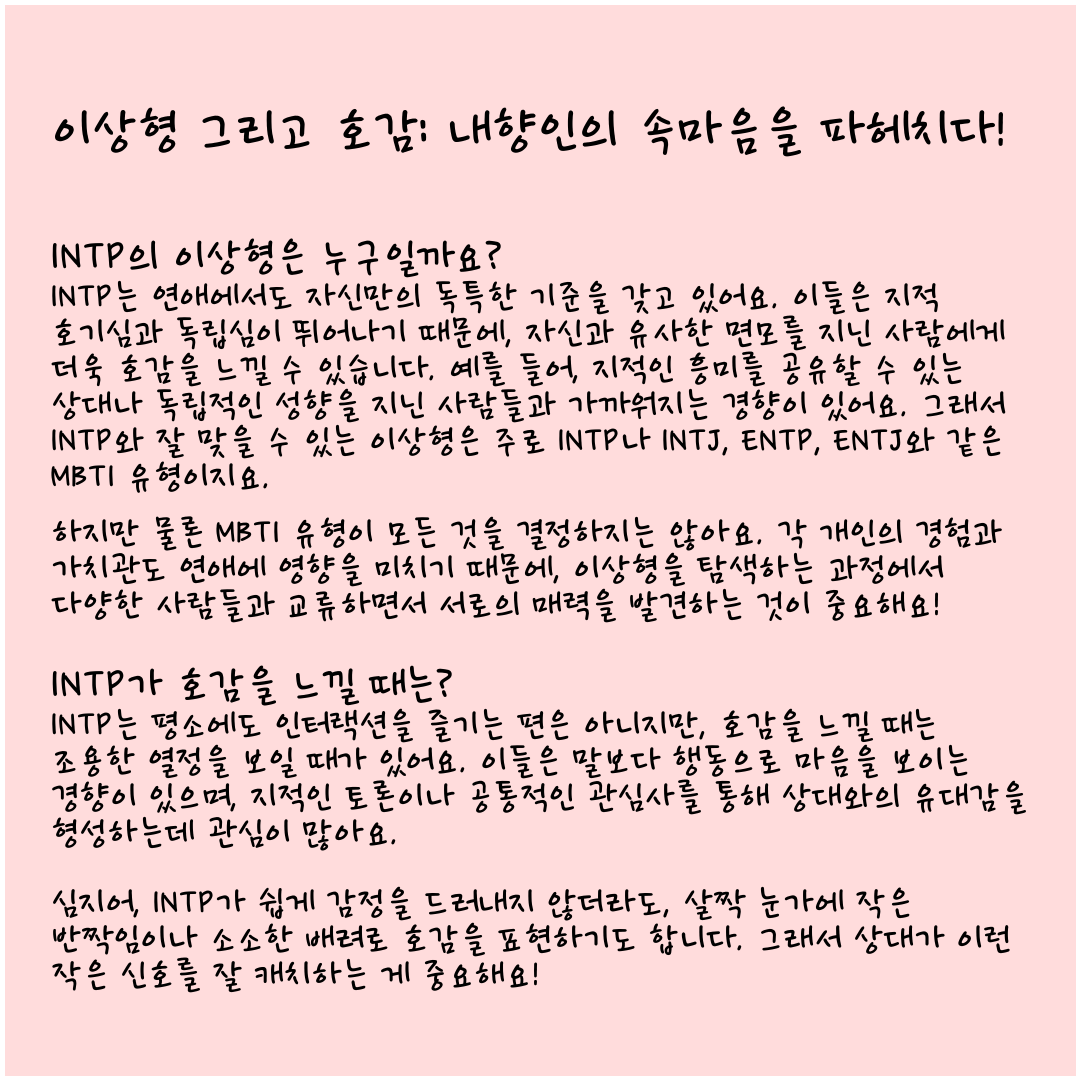 이상형 그리고 호감: 내향인의 속마음을 파헤치다!
INTP의 이상형은 누구일까요?
INTP는 연애에서도 자신만의 독특한 기준을 갖고 있어요. 이들은 지적
호기심과 독립심이 뛰어나기 때문에, 자신과 유사한 면모를 지닌 사람에게
더욱 호감을 느낄 수 있습니다. 예를 들어, 지적인 흥미를 공유할 수 있는
상대나 독립적인 성향을 지닌 사람들과 가까워지는 경향이 있어요. 그래서
INTP와 잘 맞을 수 있는 이상형은 주로 INTP나 INTJ, ENTP, ENTJ와 같은
MBTI 유형이지요.
하지만 물론 MBTI 유형이 모든 것을 결정하지는 않아요. 각 개인의 경험과
가치관도 연애에 영향을 미치기 때문에, 이상형을 탐색하는 과정에서
다양한 사람들과 교류하면서 서로의 매력을 발견하는 것이 중요해요!
INTP가 호감을 느낄 때는?
INTP는 평소에도 인터랙션을 즐기는 편은 아니지만, 호감을 느낄 때는
조용한 열정을 보일 때가 있어요. 이들은 말보다 행동으로 마음을 보이는
경향이 있으며, 지적인 토론이나 공통적인 관심사를 통해 상대와의 유대감을
형성하는데 관심이 많아요.
심지어, INTP가 쉽게 감정을 드러내지 않더라도, 살짝 눈가에 작은
반짝임이나 소소한 배려로 호감을 표현하기도 합니다. 그래서 상대가 이런
작은 신호를 잘 캐치하는 게 중요해요!